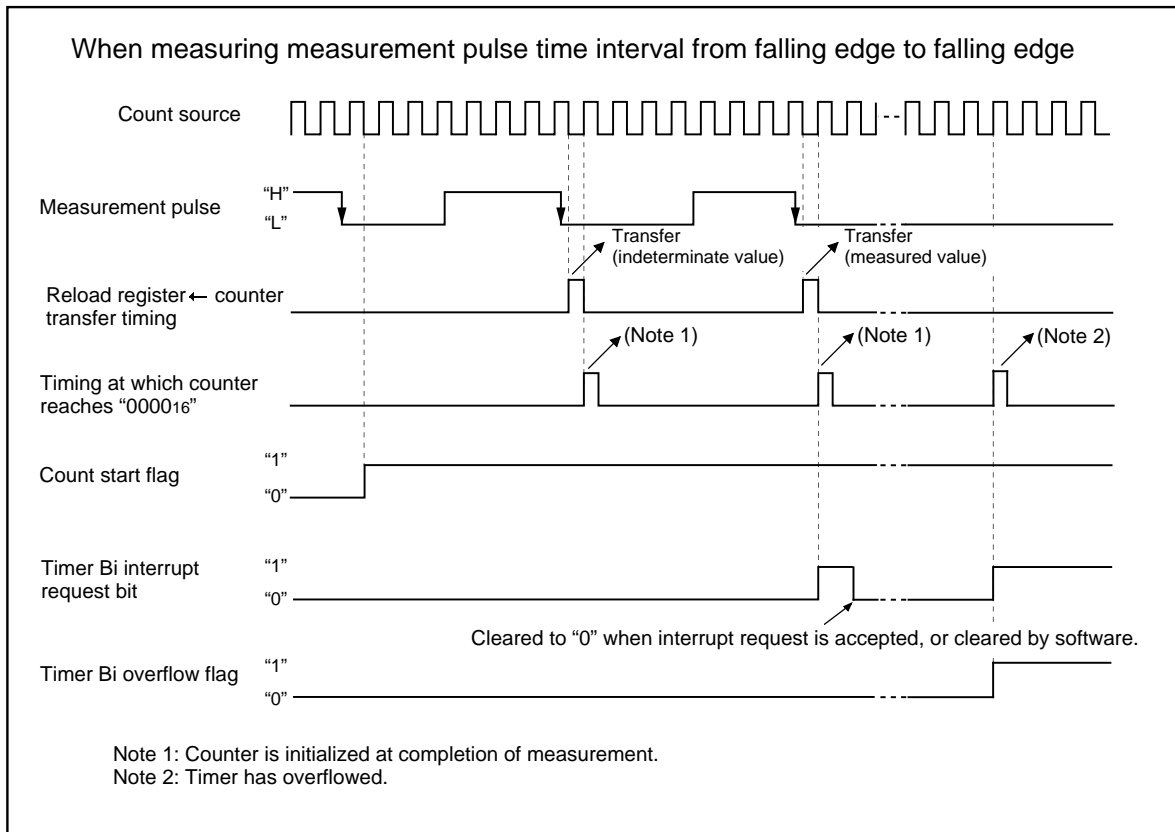 When measuring measurement pulse time interval from falling edge to falling edge
Count source
Measurement pulse
“H”
“L”
Transfer
(indeterminate value)
Transfer
(measured value)
Reload register ← counter
transfer timing
(Note 1)
(Note 1)
(Note 2)
Timing at which counter
reaches “000016”
Count start flag
“1”
“0”
Timer Bi interrupt
request bit
“1”
“0”
Cleared to “0” when interrupt request is accepted, or cleared by software.
Timer Bi overflow flag
“1”
“0”
Note 1: Counter is initialized at completion of measurement.
Note 2: Timer has overflowed.